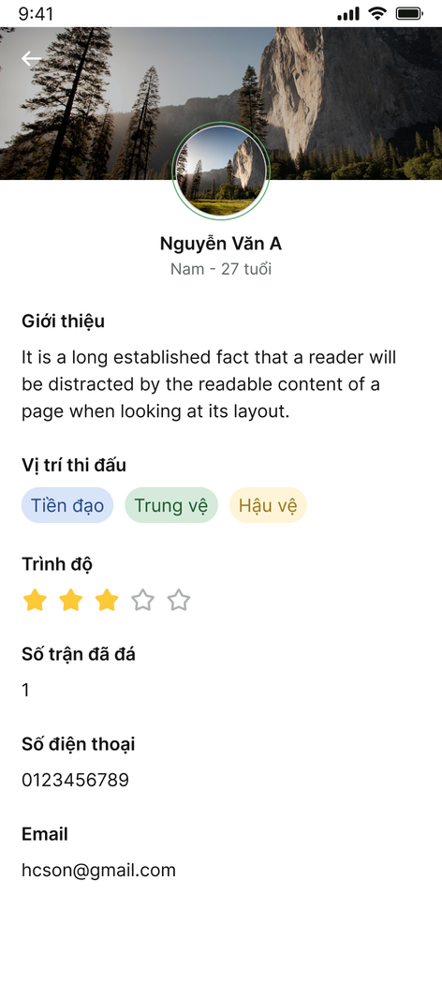 9:41
Nguyễn Văn A
Nam - 27 tuổi
Giới thiệu
It is a long established fact that a reader will
be distracted by the readable content of a
page when looking at its layout.
Vị trí thi đấu
Tiền đạo Trung vệ Hậu vệ
Trình độ
Số trận đã đá
1
Số điện thoại
0123456789
Email
hcson@gmail.com